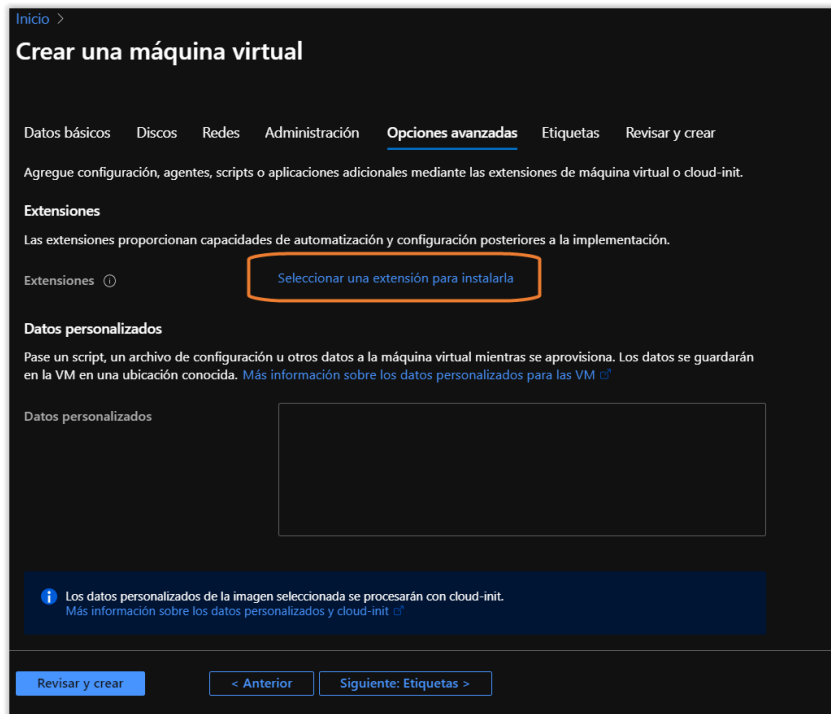 Inicio >
Crear una máquina virtual
Datos básicos Discos Redes Administración Opciones avanzadas Etiquetas Revisar y crear
Agregue configuración, agentes, scripts o aplicaciones adicionales mediante las extensiones de máquina virtual o cloud-init.
Extensiones
Las extensiones proporcionan capacidades de automatización y configuración posteriores a la implementación.
Extensiones Seleccionar una extensión para instalarla
Datos personalizados
Pase un script, un archivo de configuración u otros datos a la máquina virtual mientras se aprovisiona. Los datos se guardarán
en la VM en una ubicación conocida. Más información sobre los datos personalizados para las VM
Datos personalizados
Los datos personalizados de la imagen seleccionada se procesarán con cloud-init.
Más información sobre los datos personalizados y cloud-init
Revisar y crear < Anterior Siguiente: Etiquetas >